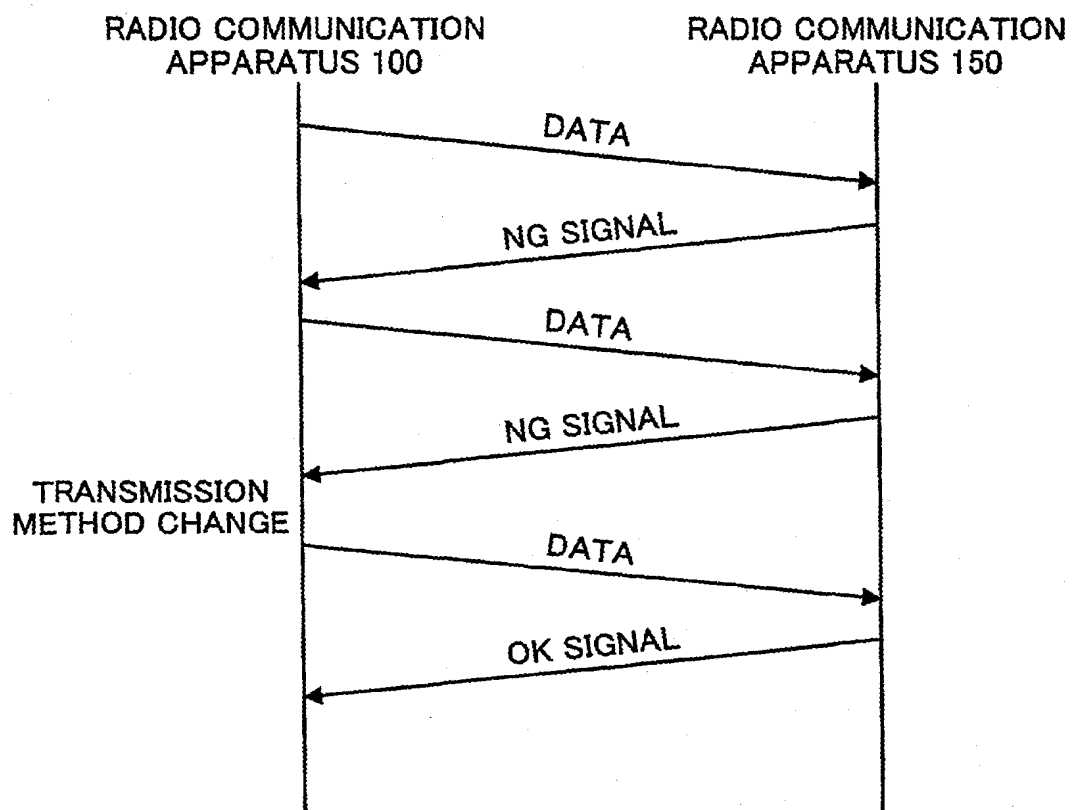 RADIO COMMUNICATION
APPARATUS 100
RADIO COMMUNICATION
APPARATUS 150
DATA
NG SIGNAL
DATA
NG SIGNAL
TRANSMISSION
METHOD CHANGE
DATA
OK SIGNAL